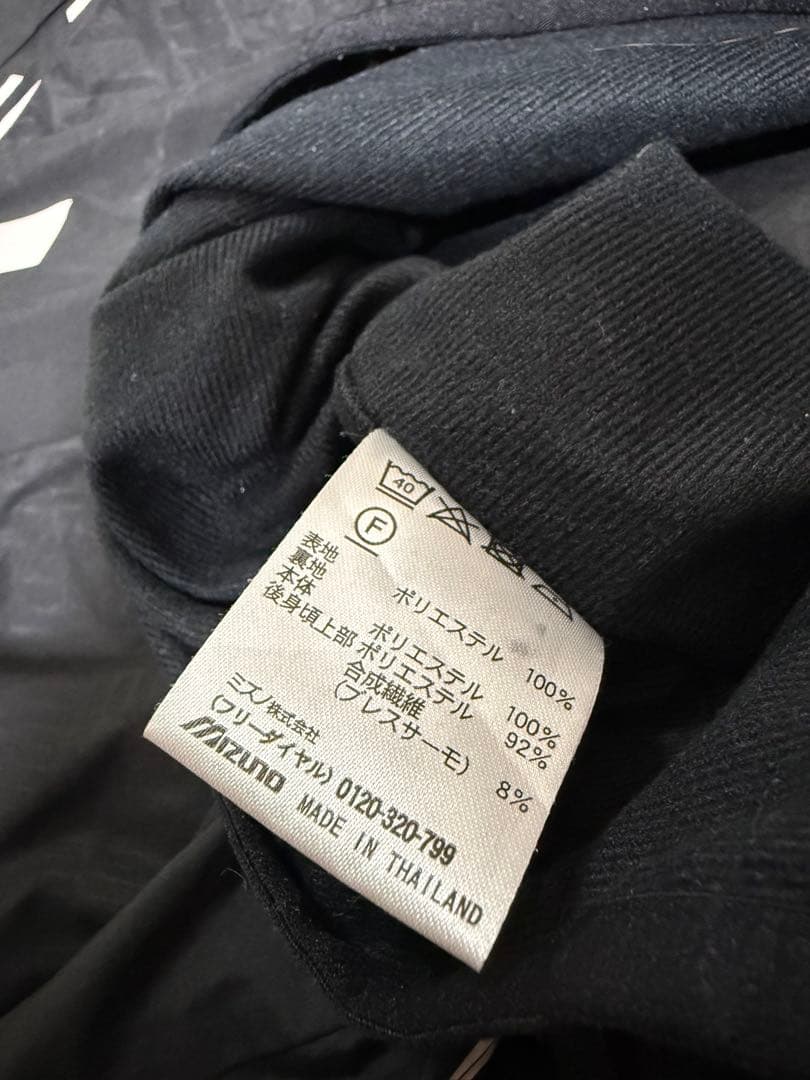 40
F
表地 ポリエステル 100%
裏地
本体 ポリエステル 100%
後身頃上部 ポリエステル 92%
合成繊維
(ブレスサーモ) 8%
ミズノ株式会社
(フリーダイヤル) 0120-320-799
MIZUNO MADE IN THAILAND